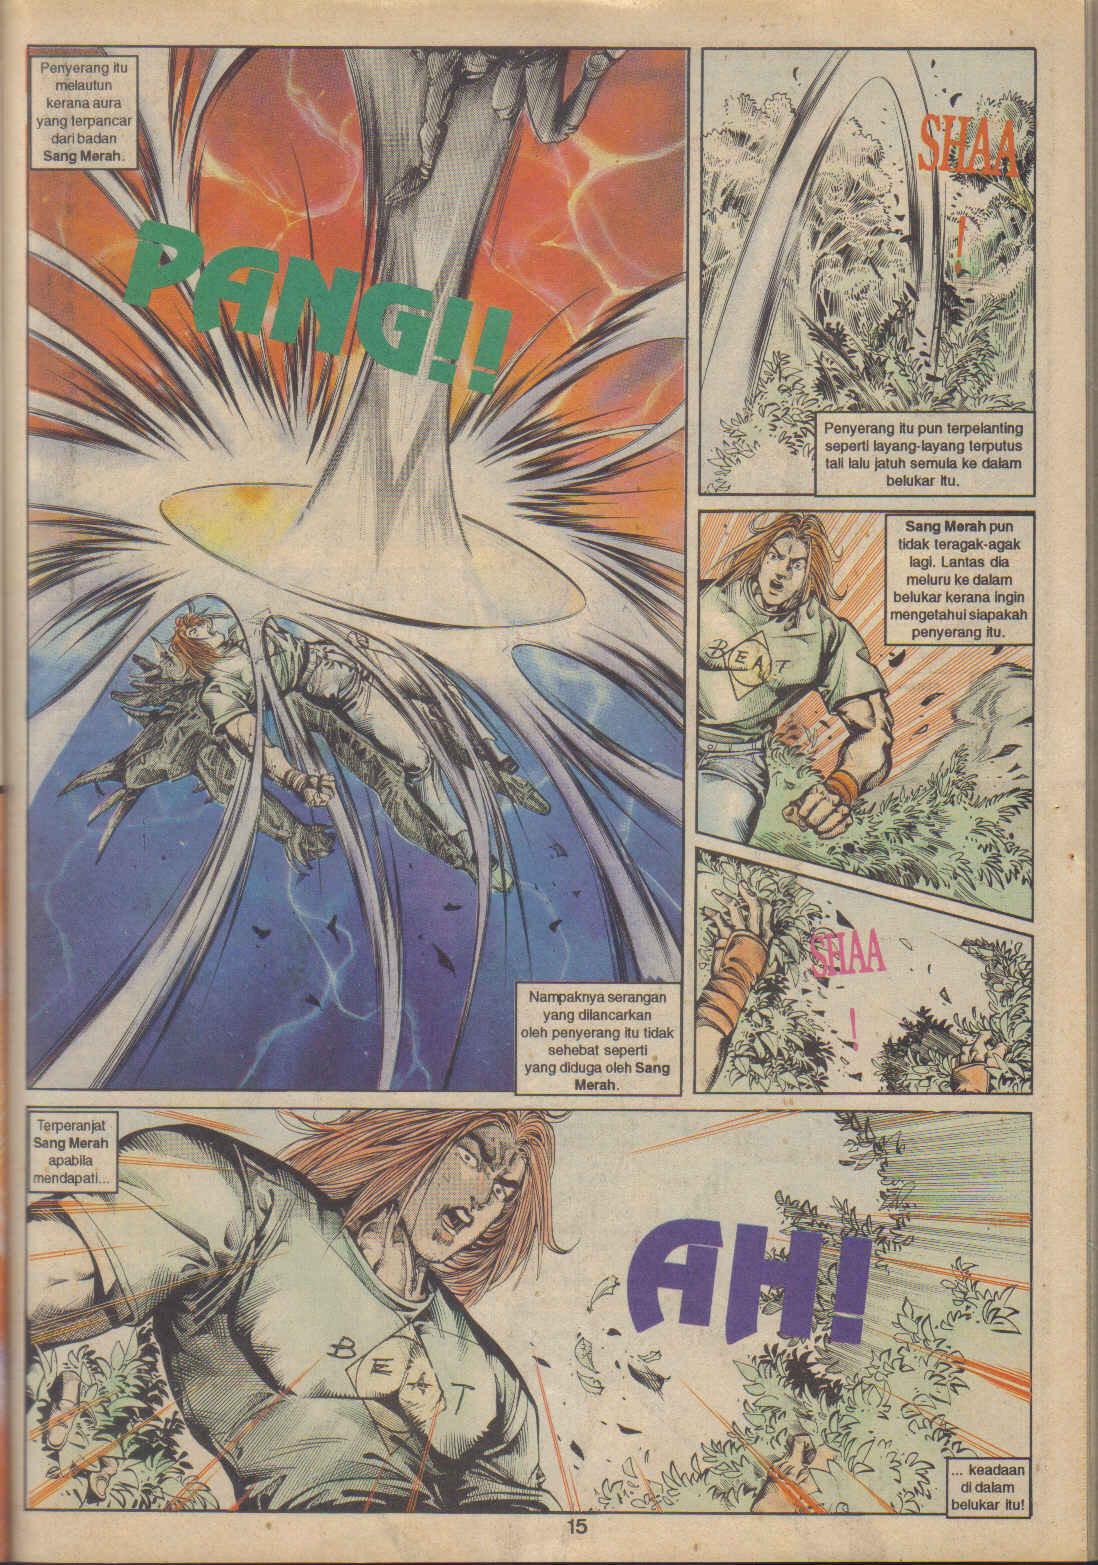 Penyerang itu
melautun
kerana aura
yang terpancar
dari badan
Sang Merah.
PANG!!
Nampaknya serangan
yang dilancarkan
oleh penyerang itu tidak
sehebat seperti
yang diduga oleh Sang
Merah.
SHAA
!
Penyerang itu pun terpelanting
seperti layang-layang terputus
tali lalu jatuh semula ke dalam
belukar Itu.
Sang Merah pun
tidak teragak-agak
lagi. Lantas dia
meluru ke dalam
belukar kerana ingin
mengetahui siapakah
penyerang itu.
BEAT
SHAA
!
Terperanjat
Sang Merah
apabila
mendapati...
BEAT
AH!
... keadaan
di dalam
belukar itu!
15